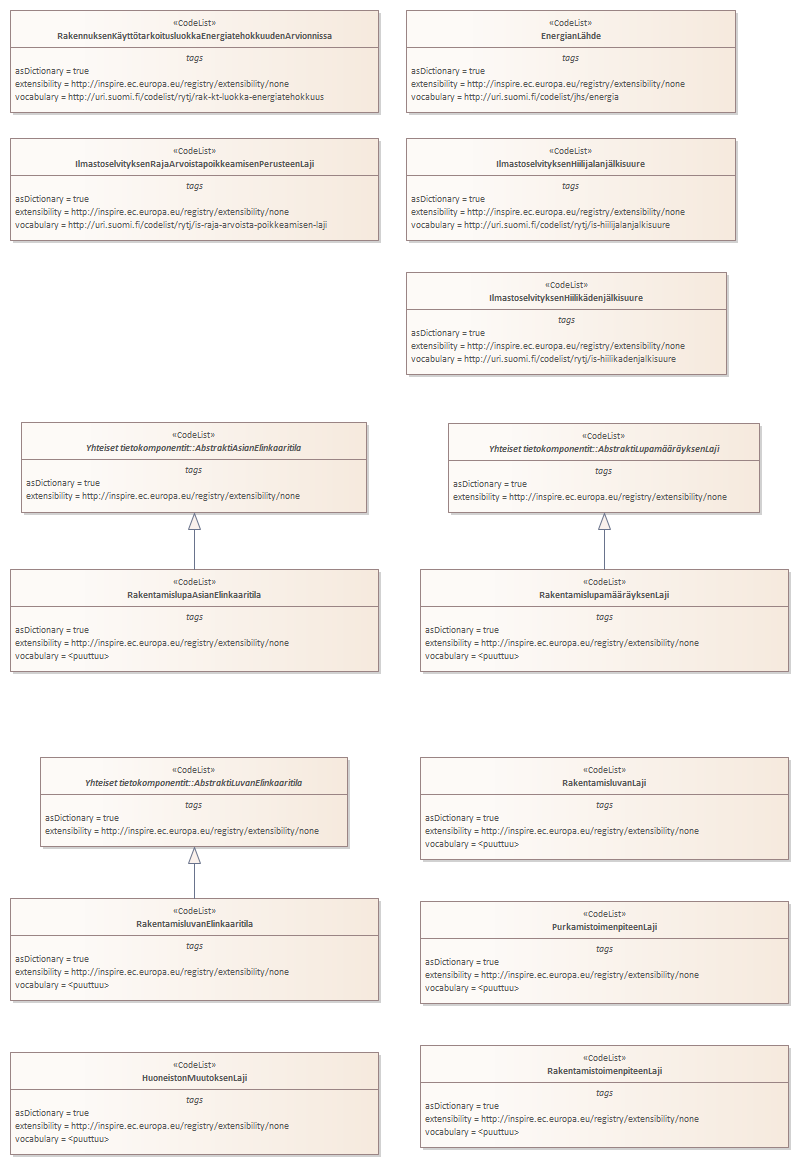 «CodeList»
RakennuksenKäyttötarkoitusluokkaEnergiatehokkuudenArvionnissa
tags
asDictionary = true
extensibility = http://inspire.ec.europa.eu/registry/extensibility/none
vocabulary = http://uri.suomi.fi/codelist/rytj/rak-kt-luokka-energiatehokkuus
«CodeList»
EnergianLähde
tags
asDictionary = true
extensibility = http://inspire.ec.europa.eu/registry/extensibility/none
vocabulary = http://uri.suomi.fi/codelist/jhs/energia
«CodeList»
IlmastoselvityksenRajaArvoistapoikkeamisenPerusteenLaji
tags
asDictionary = true
extensibility = http://inspire.ec.europa.eu/registry/extensibility/none
vocabulary = http://uri.suomi.fi/codelist/rytj/is-raja-arvoista-poikkeamisen-laji
«CodeList»
IlmastoselvityksenHiilijalanjälkisuure
tags
asDictionary = true
extensibility = http://inspire.ec.europa.eu/registry/extensibility/none
vocabulary = http://uri.suomi.fi/codelist/rytj/is-hiilijalanjalkisuure
«CodeList»
IlmastoselvityksenHiilikädenjälkisuure
tags
asDictionary = true
extensibility = http://inspire.ec.europa.eu/registry/extensibility/none
vocabulary = http://uri.suomi.fi/codelist/rytj/is-hiilikadenjalkisuure
«CodeList»
Yhteiset tietokomponentit::AbstraktiAsianElinkaaritila
tags
asDictionary = true
extensibility = http://inspire.ec.europa.eu/registry/extensibility/none
«CodeList»
Yhteiset tietokomponentit::AbstraktiLupamääräyksenLaji
tags
asDictionary = true
extensibility = http://inspire.ec.europa.eu/registry/extensibility/none
«CodeList»
RakentamislupaAsianElinkaaritila
tags
asDictionary = true
extensibility = http://inspire.ec.europa.eu/registry/extensibility/none
vocabulary = <puuttuu>
«CodeList»
RakentamislupamääräyksenLaji
tags
asDictionary = true
extensibility = http://inspire.ec.europa.eu/registry/extensibility/none
vocabulary = <puuttuu>
«CodeList»
Yhteiset tietokomponentit::AbstraktiLuvanElinkaaritila
tags
asDictionary = true
extensibility = http://inspire.ec.europa.eu/registry/extensibility/none
«CodeList»
RakentamisluvanLaji
tags
asDictionary = true
extensibility = http://inspire.ec.europa.eu/registry/extensibility/none
vocabulary = <puuttuu>
«CodeList»
RakentamisluvanElinkaaritila
tags
asDictionary = true
extensibility = http://inspire.ec.europa.eu/registry/extensibility/none
vocabulary = <puuttuu>
«CodeList»
PurkamistoimenpiteenLaji
tags
asDictionary = true
extensibility = http://inspire.ec.europa.eu/registry/extensibility/none
vocabulary = <puuttuu>
«CodeList»
HuoneistonMuutoksenLaji
tags
asDictionary = true
extensibility = http://inspire.ec.europa.eu/registry/extensibility/none
vocabulary = <puuttuu>
«CodeList»
RakentamistoimenpiteenLaji
tags
asDictionary = true
extensibility = http://inspire.ec.europa.eu/registry/extensibility/none
vocabulary = <puuttuu>